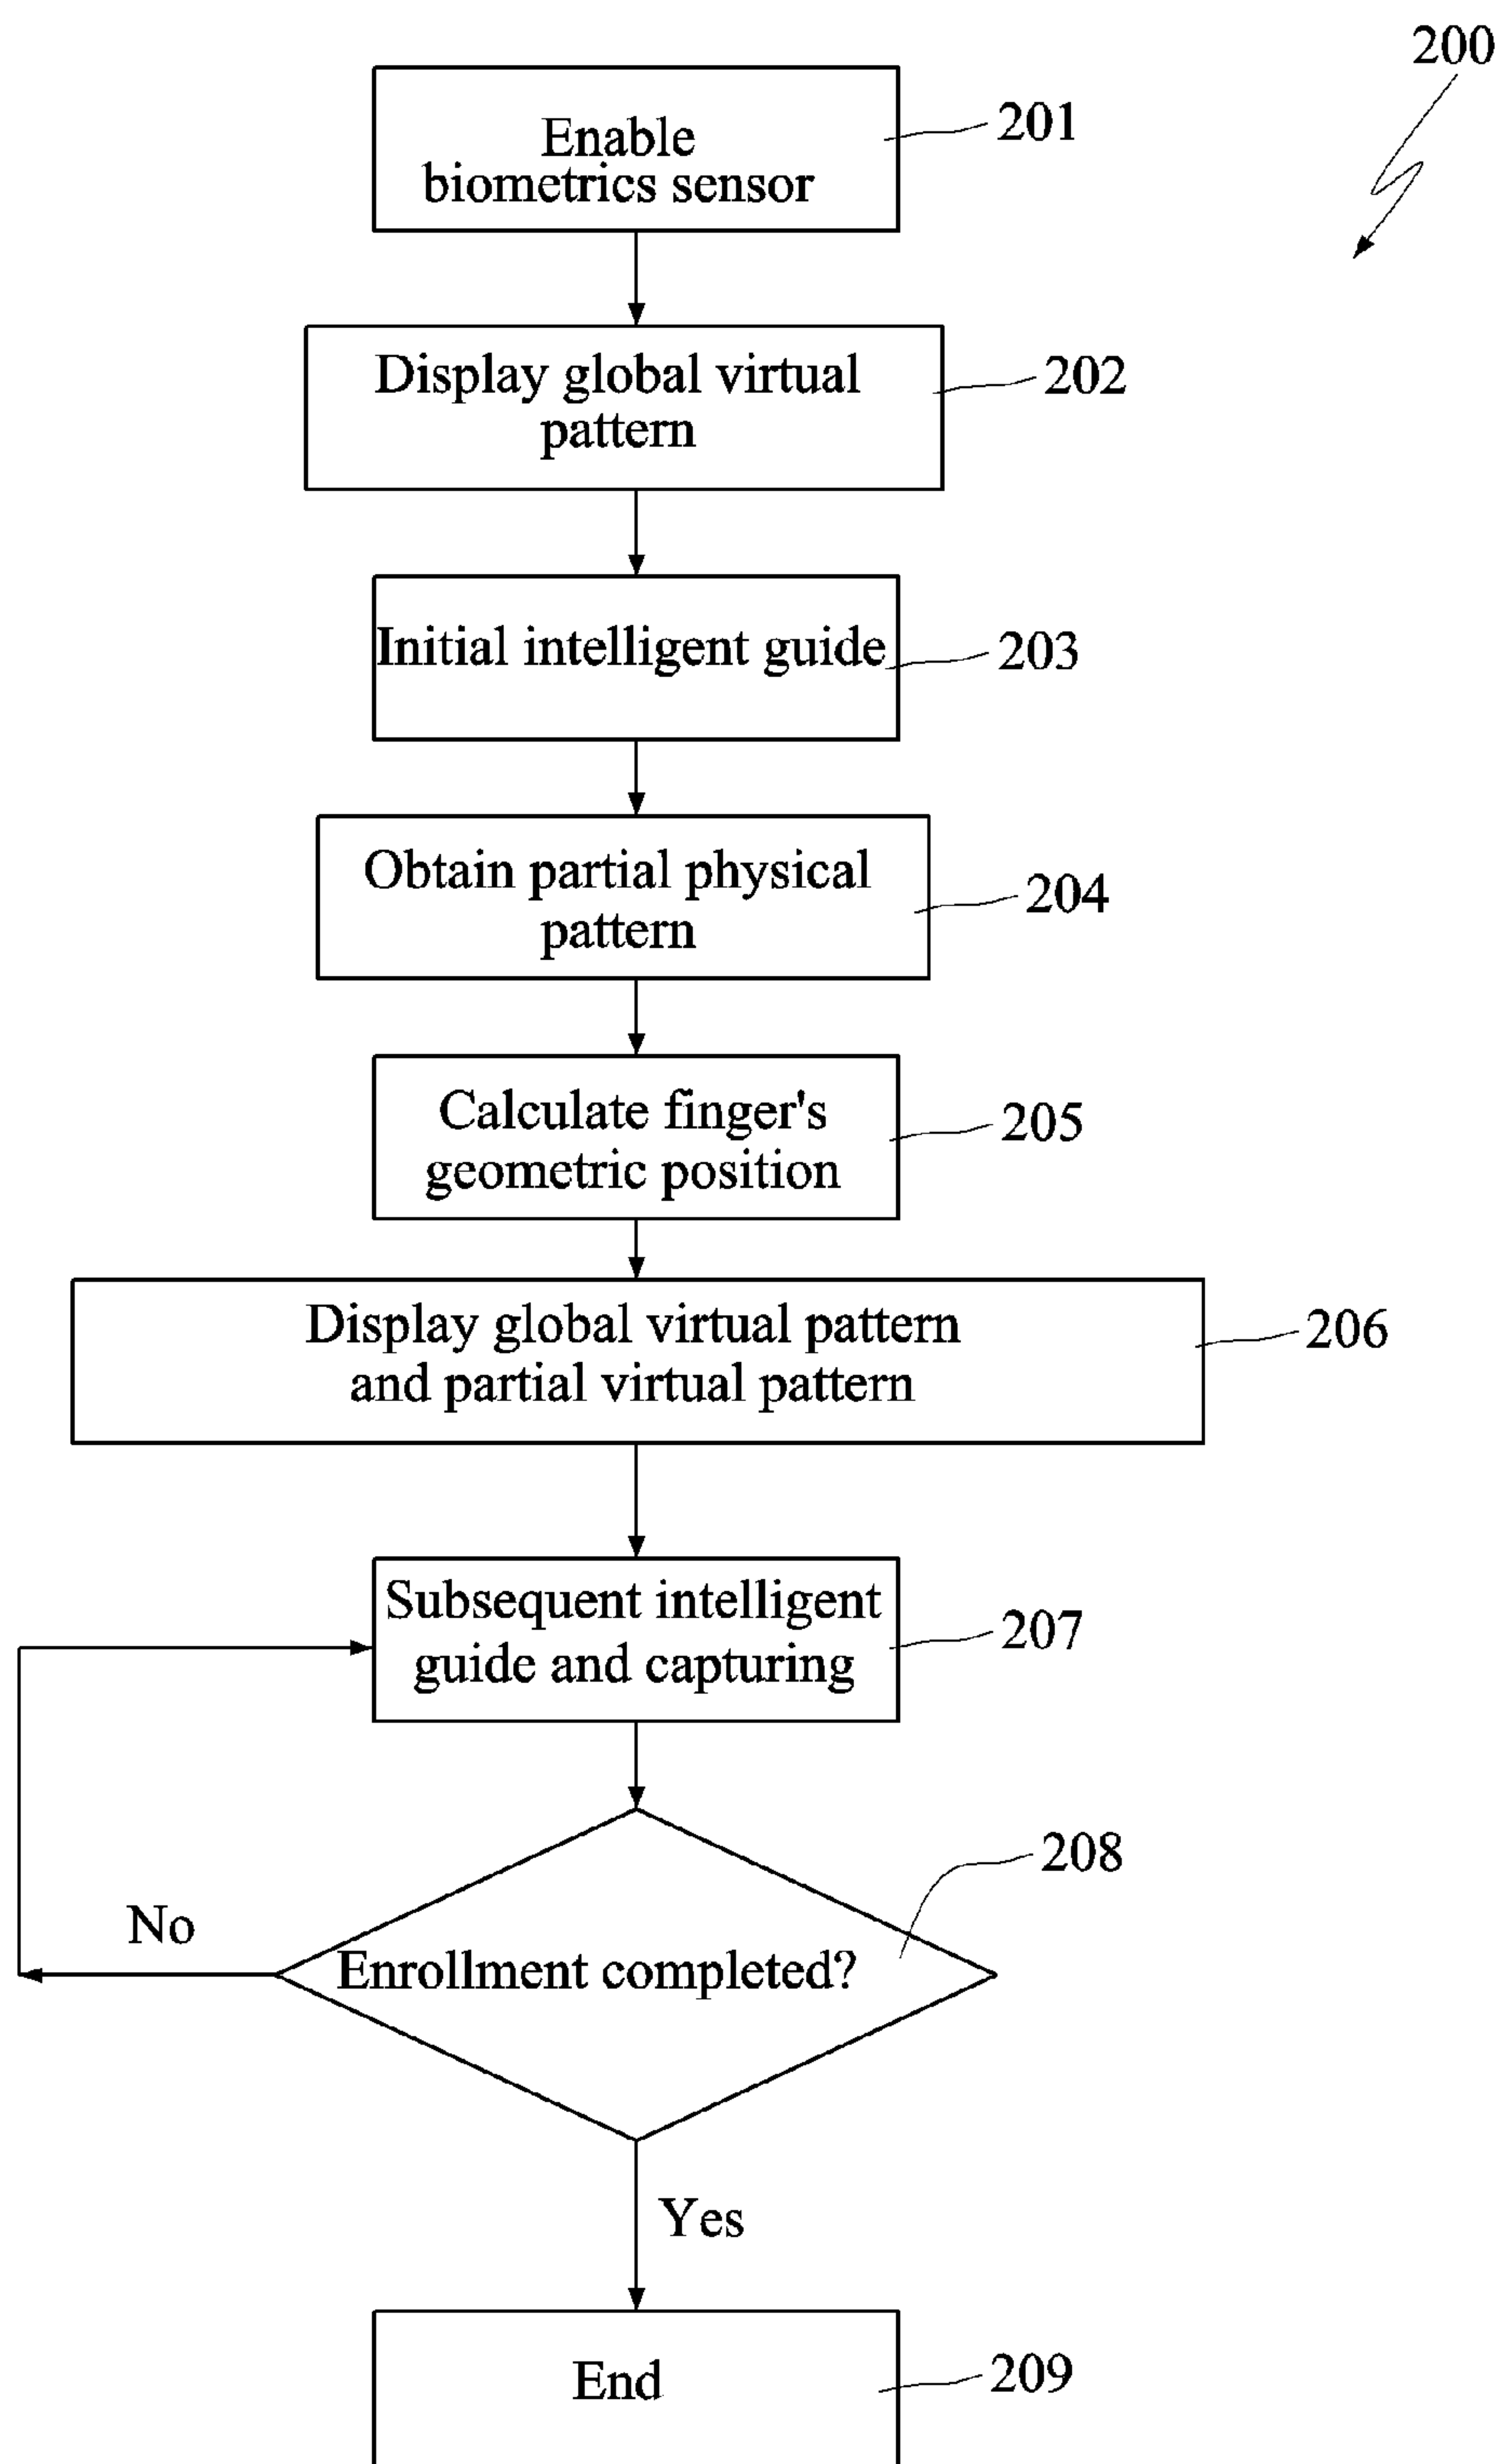 200
Enable
biometrics sensor
201
Display global virtual
pattern
202
Initial intelligent guide
203
Obtain partial physical
pattern
204
Calculate finger's
geometric position
205
Display global virtual pattern
and partial virtual pattern
206
Subsequent intelligent
guide and capturing
207
208
Enrollment completed?
No
Yes
End
209